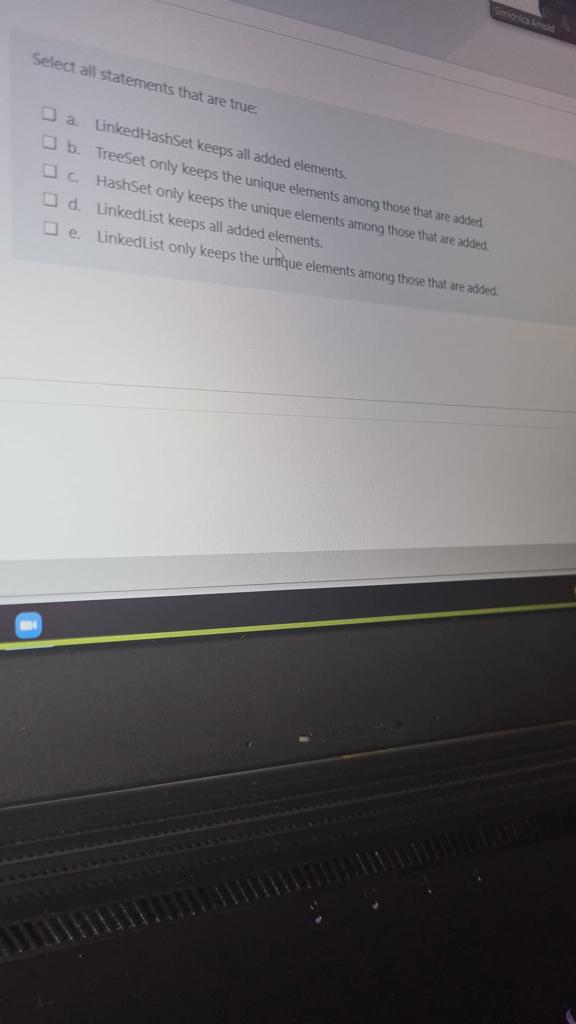 Simionica Arnold
Select all statements that are true:
a. LinkedHashSet keeps all added elements.
b. TreeSet only keeps the unique elements among those that are added.
c. HashSet only keeps the unique elements among those that are added.
d. LinkedList keeps all added elements.
e. LinkedList only keeps the unique elements among those that are added.